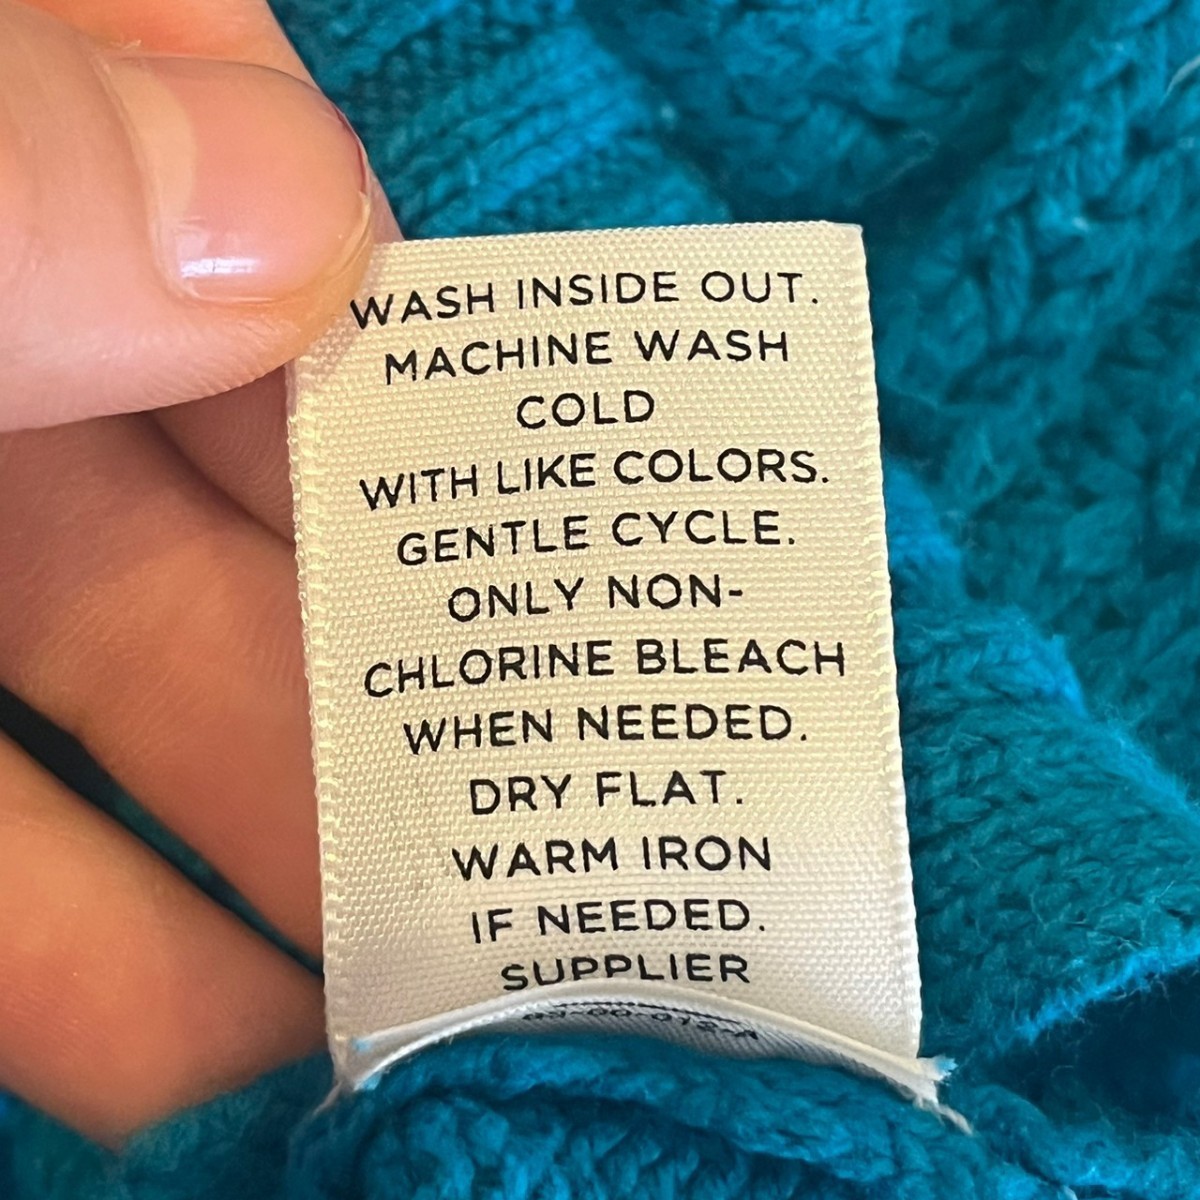 WASH INSIDE OUT.
MACHINE WASH
COLD
WITH LIKE COLORS.
GENTLE CYCLE.
ONLY NON-
CHLORINE BLEACH
WHEN NEEDED.
DRY FLAT.
WARM IRON
IF NEEDED.
SUPPLIER